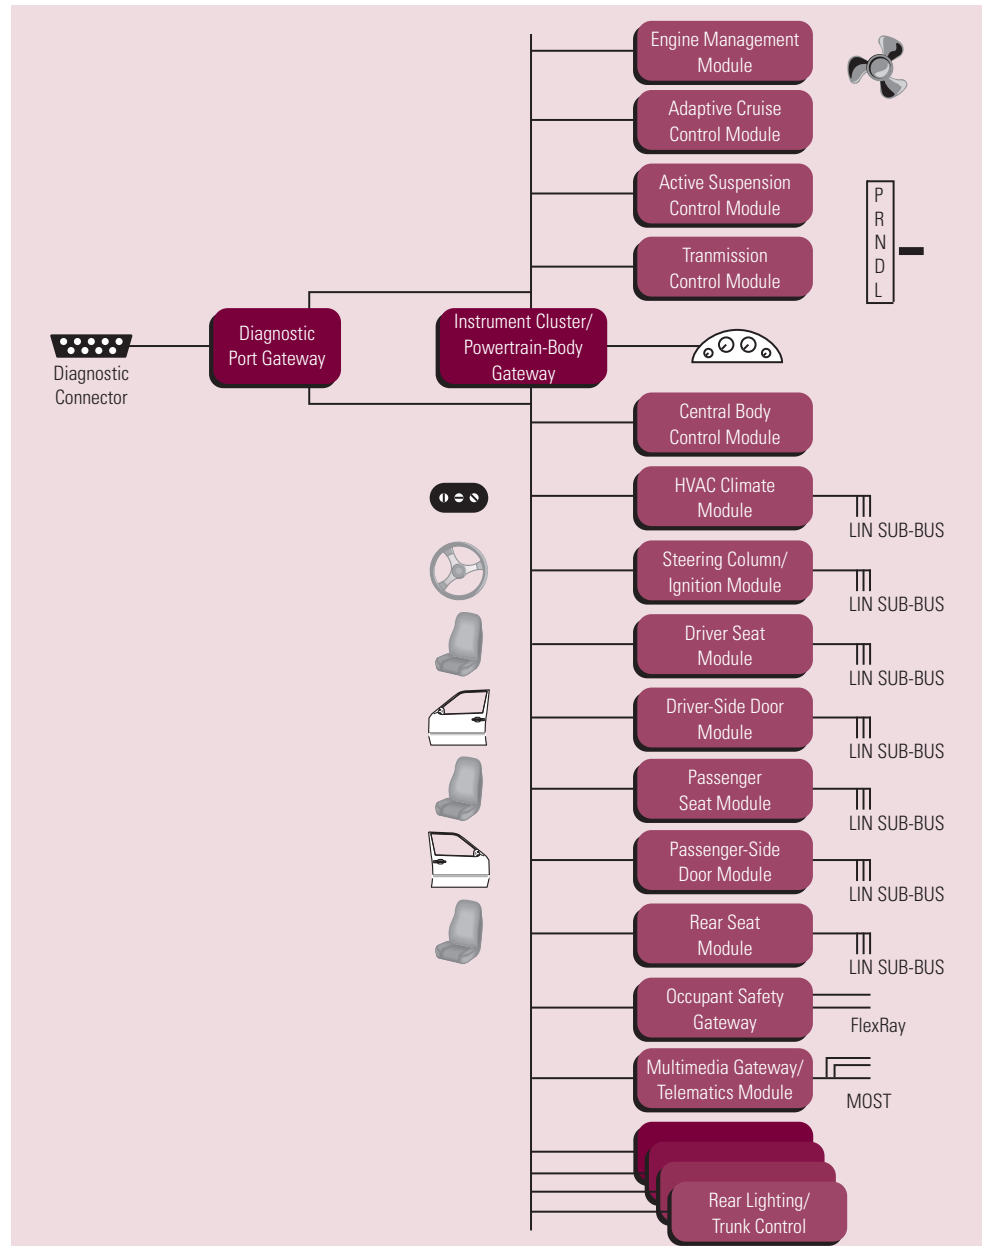 Engine Management
Module
Adaptive Cruise
Control Module
Active Suspension
Control Module
P
R
N
D
L
Tranmission
Control Module
Diagnostic
Port Gateway
Instrument Cluster/
Powertrain-Body
Gateway
Diagnostic
Connector
Central Body
Control Module
HVAC Climate
Module
LIN SUB-BUS
Steering Column/
Ignition Module
LIN SUB-BUS
Driver Seat
Module
LIN SUB-BUS
Driver-Side Door
Module
LIN SUB-BUS
Passenger
Seat Module
LIN SUB-BUS
Passenger-Side
Door Module
LIN SUB-BUS
Rear Seat
Module
LIN SUB-BUS
Occupant Safety
Gateway
FlexRay
Multimedia Gateway/
Telematics Module
MOST
Rear Lighting/
Trunk Control